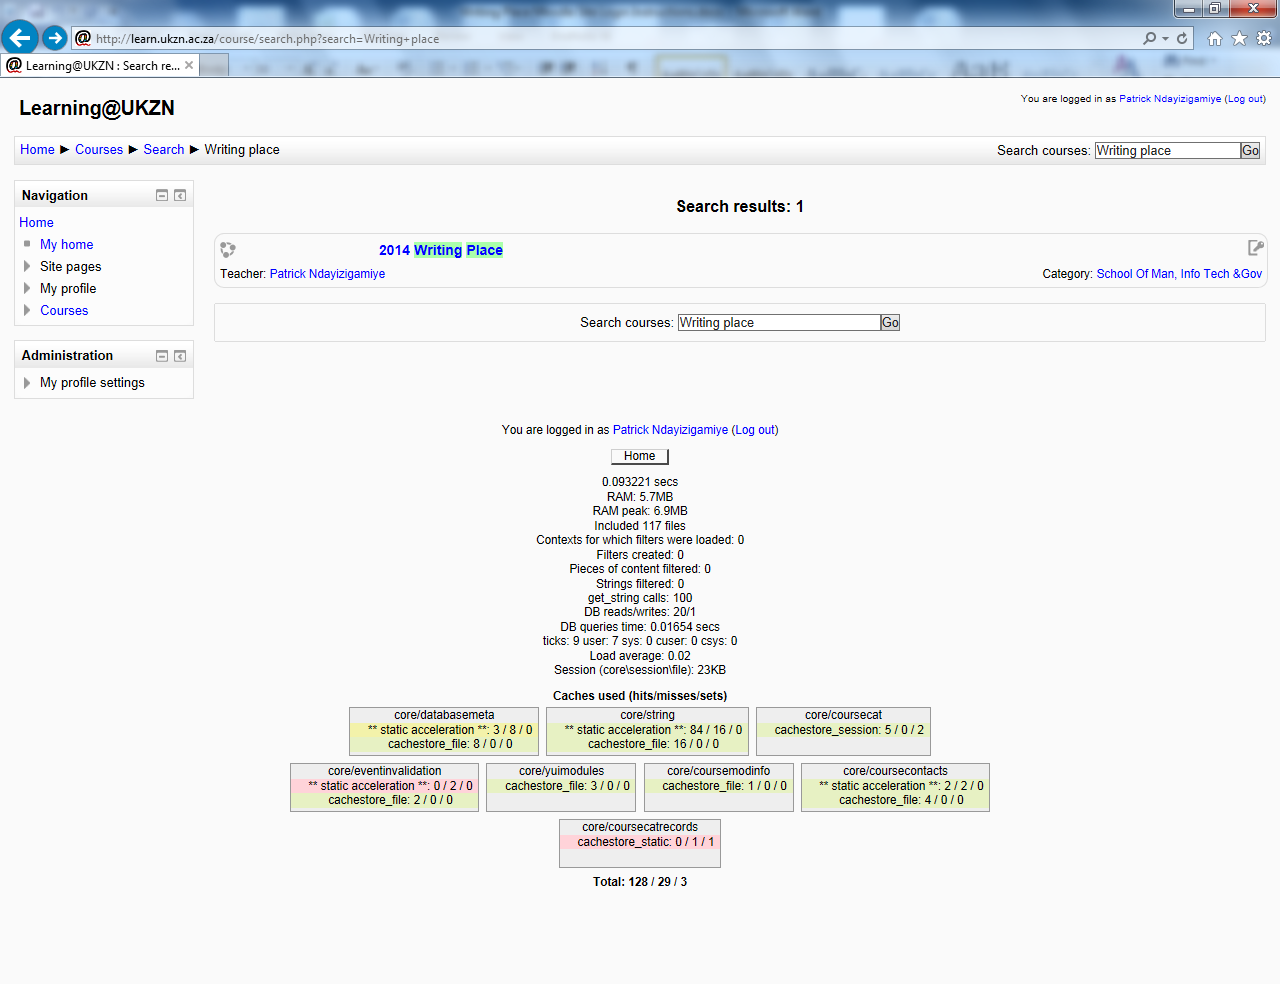 http://learn.ukzn.ac.za/course/search.php?search=Writing+place
Learning@UKZN : Search re...
Learning@UKZN
You are logged in as Patrick Ndayizigamiye (Log out)
Home ► Courses ► Search ► Writing place
Search courses: Writing place Go
Navigation
Home
My home
Site pages
My profile
Courses
Administration
My profile settings
Search results: 1
2014 Writing Place
Teacher: Patrick Ndayizigamiye
Category: School Of Man, Info Tech &Gov
Search courses: Writing place Go
You are logged in as Patrick Ndayizigamiye (Log out)
Home
0.093221 secs
RAM: 5.7MB
RAM peak: 6.9MB
Included 117 files
Contexts for which filters were loaded: 0
Filters created: 0
Pieces of content filtered: 0
Strings filtered: 0
get_string calls: 100
DB reads/writes: 20/1
DB queries time: 0.01654 secs
ticks: 9 user: 7 sys: 0 cuser: 0 csys: 0
Load average: 0.02
Session (core\session\file): 23KB
Caches used (hits/misses/sets)
core/databasemeta
** static acceleration **: 3 / 8 / 0
cachestore_file: 8 / 0 / 0
core/string
** static acceleration **: 84 / 16 / 0
cachestore_file: 16 / 0 / 0
core/coursecat
cachestore_session: 5 / 0 / 2
core/eventinvalidation
** static acceleration **: 0 / 2 / 0
cachestore_file: 2 / 0 / 0
core/yuimodules
cachestore_file: 3 / 0 / 0
core/coursemodinfo
cachestore_file: 1 / 0 / 0
core/coursecontacts
** static acceleration **: 2 / 2 / 0
cachestore_file: 4 / 0 / 0
core/coursecatrecords
cachestore_static: 0 / 1 / 1
Total: 128 / 29 / 3